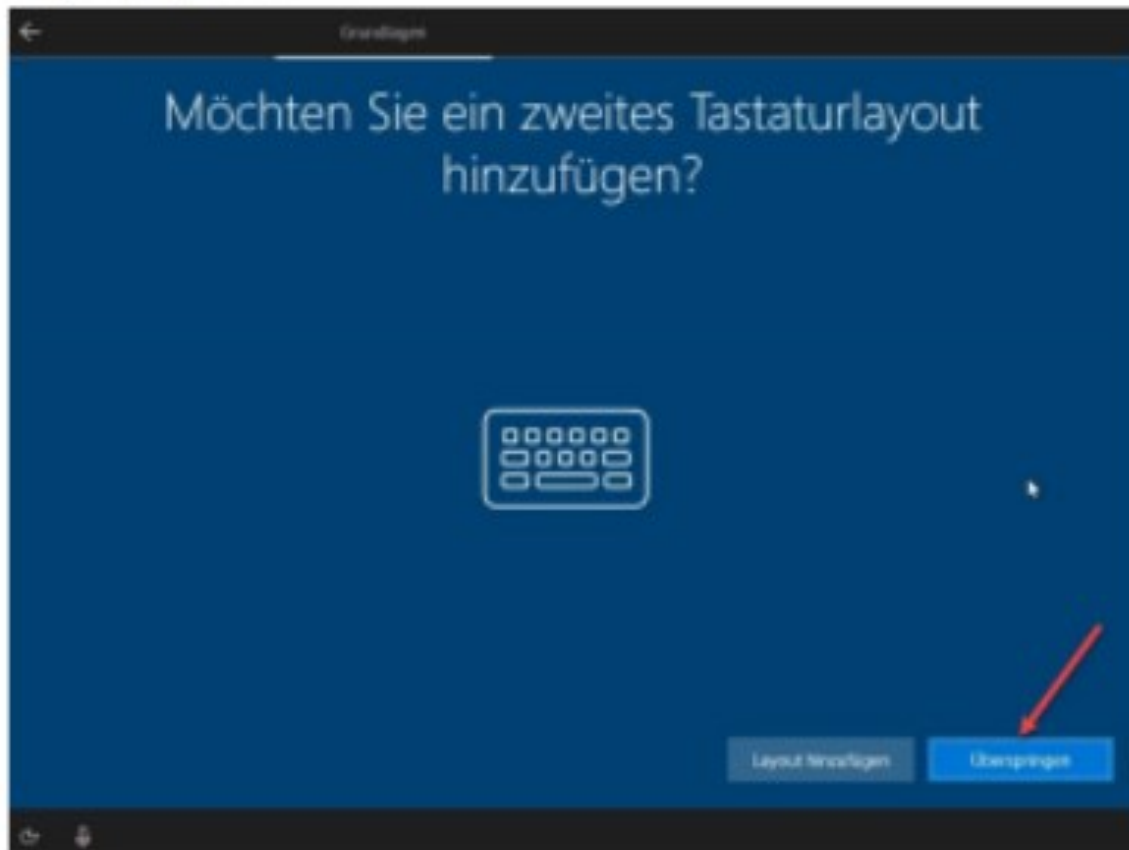 Grundlagen
Möchten Sie ein zweites Tastaturlayout
hinzufügen?
Layout hinzufügen
Überspringen